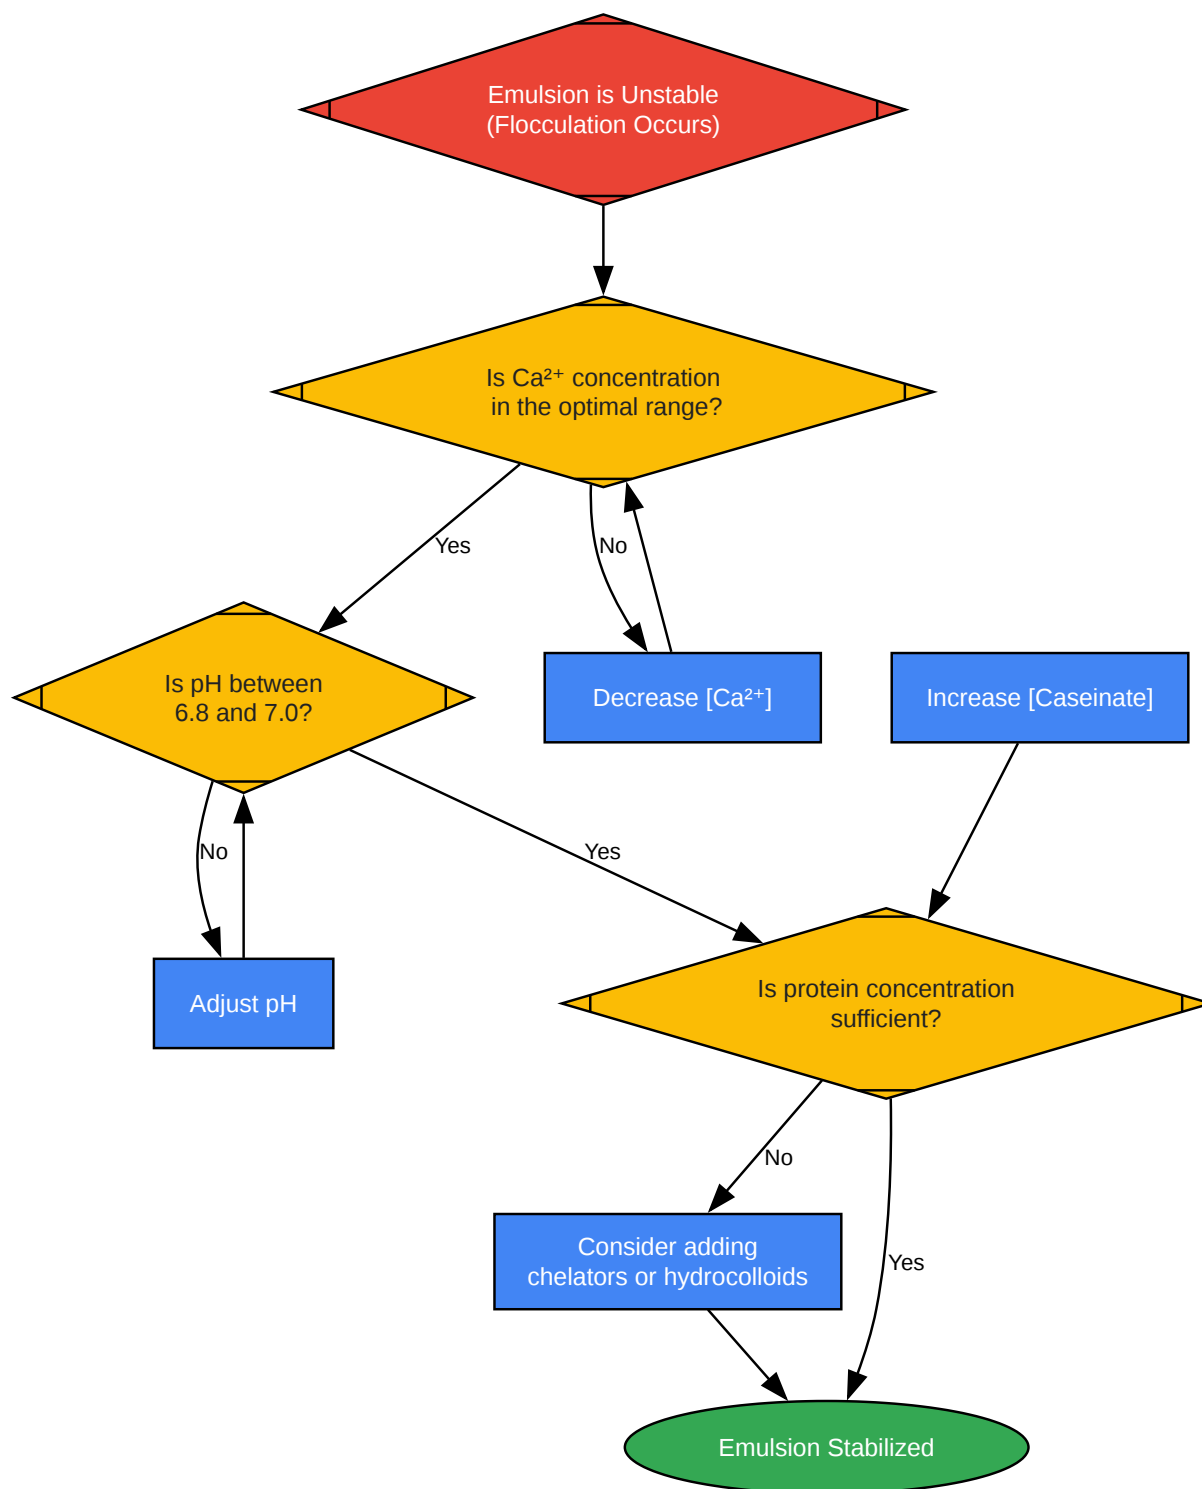 Emulsion is Unstable
(Flocculation Occurs)
Is Ca²⁺ concentration
in the optimal range?
Yes
No
Is pH between
6.8 and 7.0?
Decrease [Ca²⁺]
Increase [Caseinate]
No
Yes
Adjust pH
Is protein concentration
sufficient?
No
Consider adding
chelators or hydrocolloids
Yes
Emulsion Stabilized